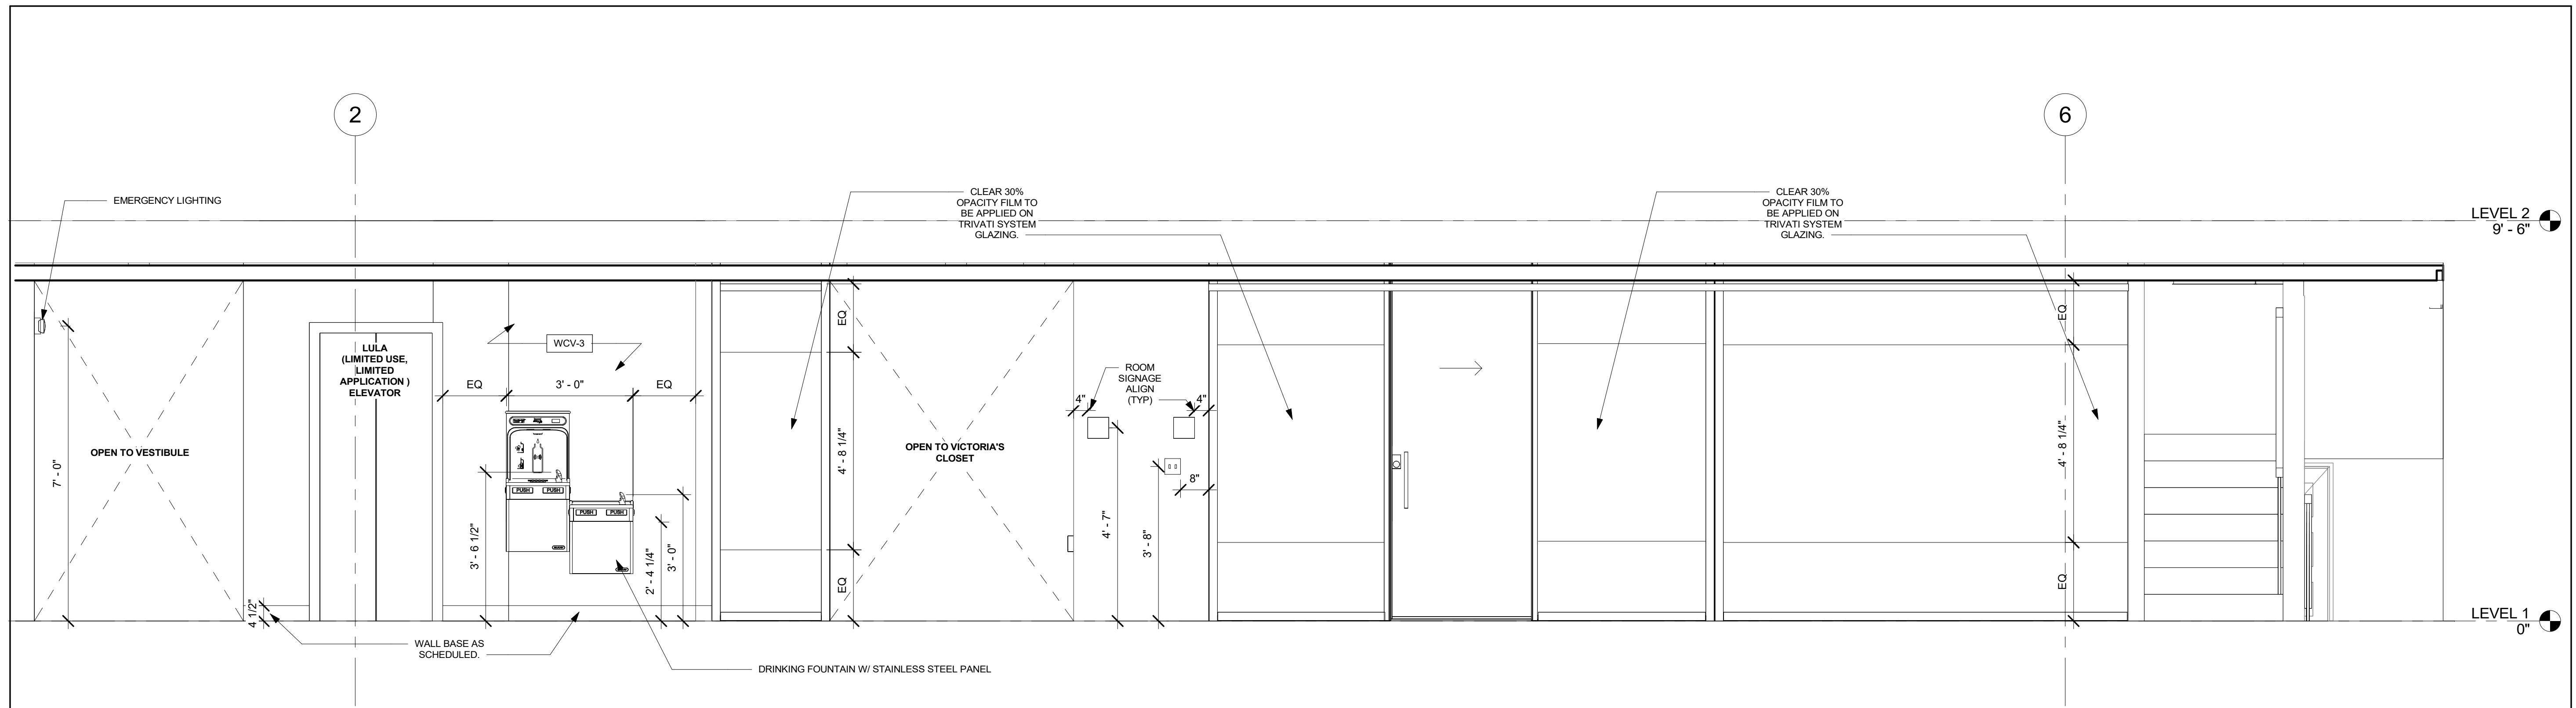 2
6
EMERGENCY LIGHTING
CLEAR 30%
OPACITY FILM TO
BE APPLIED ON
TRIVATI SYSTEM
GLAZING.
CLEAR 30%
OPACITY FILM TO
BE APPLIED ON
TRIVATI SYSTEM
GLAZING.
LEVEL 2
9' - 6"
LULA
(LIMITED USE,
LIMITED
APPLICATION )
ELEVATOR
WCV-3
EQ
3' - 0"
EQ
OPEN TO VESTIBULE
7' - 0"
4 1/2"
PUSH
PUSH
PUSH
PUSH
3' - 6 1/2"
2' - 4 1/4"
3' - 0"
EQ
4' - 8 1/4"
EQ
OPEN TO VICTORIA'S
CLOSET
ROOM
SIGNAGE
ALIGN
(TYP)
4"
4"
8"
4' - 7"
3' - 8"
EQ
4' - 8 1/4"
EQ
LEVEL 1
0"
WALL BASE AS
SCHEDULED.
DRINKING FOUNTAIN W/ STAINLESS STEEL PANEL